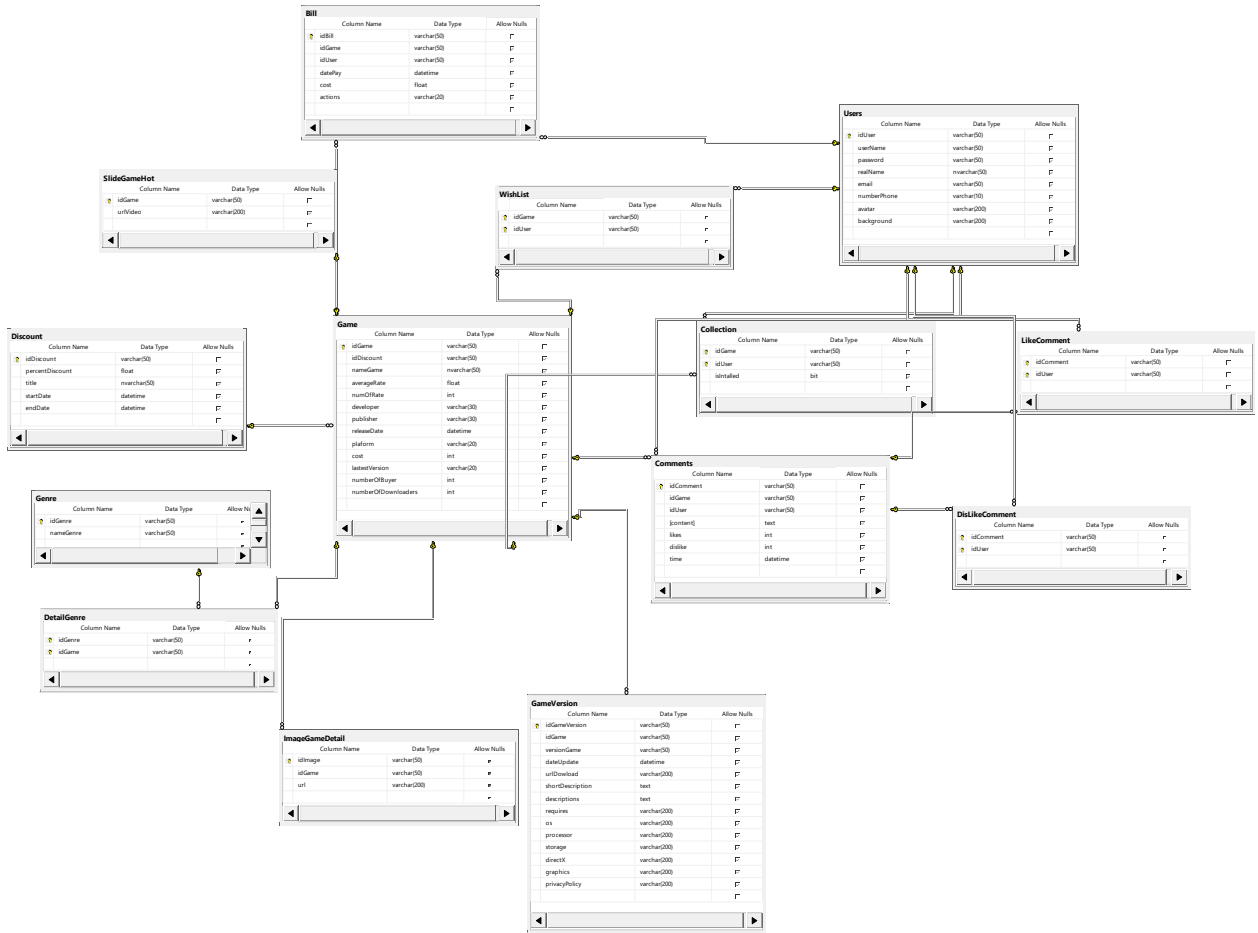 Bill
Column Name Data Type Allow Nulls
idBill varchar(50)
idGame varchar(50)
idUser varchar(50)
datePay datetime
cost float
actions varchar(20)
Users
Column Name Data Type Allow Nulls
idUser varchar(50)
userName varchar(50)
password varchar(50)
realName nvarchar(50)
email varchar(50)
numberPhone varchar(10)
avatar varchar(200)
background varchar(200)
SlideGameHot
Column Name Data Type Allow Nulls
idGame varchar(50)
urlVideo varchar(200)
WishList
Column Name Data Type Allow Nulls
idGame varchar(50)
idUser varchar(50)
Discount
Column Name Data Type Allow Nulls
idDiscount varchar(50)
percentDiscount float
title nvarchar(50)
startDate datetime
endDate datetime
Game
Column Name Data Type Allow Nulls
idGame varchar(50)
idDiscount varchar(50)
nameGame nvarchar(50)
averageRate float
numOfRate int
developer varchar(30)
publisher varchar(30)
releaseDate datetime
plaform varchar(20)
cost int
lastestVersion varchar(20)
numberOfBuyer int
numberOfDownloaders int
Collection
Column Name Data Type Allow Nulls
idGame varchar(50)
idUser varchar(50)
isIntalled bit
LikeComment
Column Name Data Type Allow Nulls
idComment varchar(50)
idUser varchar(50)
Comments
Column Name Data Type Allow Nulls
idComment varchar(50)
idGame varchar(50)
idUser varchar(50)
[content] text
likes int
dislike int
time datetime
Genre
Column Name Data Type Allow Nu
idGenre varchar(50)
nameGenre varchar(50)
DisLikeComment
Column Name Data Type Allow Nulls
idComment varchar(50)
idUser varchar(50)
DetailGenre
Column Name Data Type Allow Nulls
idGenre varchar(50)
idGame varchar(50)
ImageGameDetail
Column Name Data Type Allow Nulls
idImage varchar(50)
idGame varchar(50)
url varchar(200)
GameVersion
Column Name Data Type Allow Nulls
idGameVersion varchar(50)
idGame varchar(50)
versionGame varchar(50)
dateUpdate datetime
urlDowload varchar(200)
shortDescription text
descriptions text
requires varchar(200)
os varchar(200)
processor varchar(200)
storage varchar(200)
directX varchar(200)
graphics varchar(200)
privacyPolicy varchar(200)